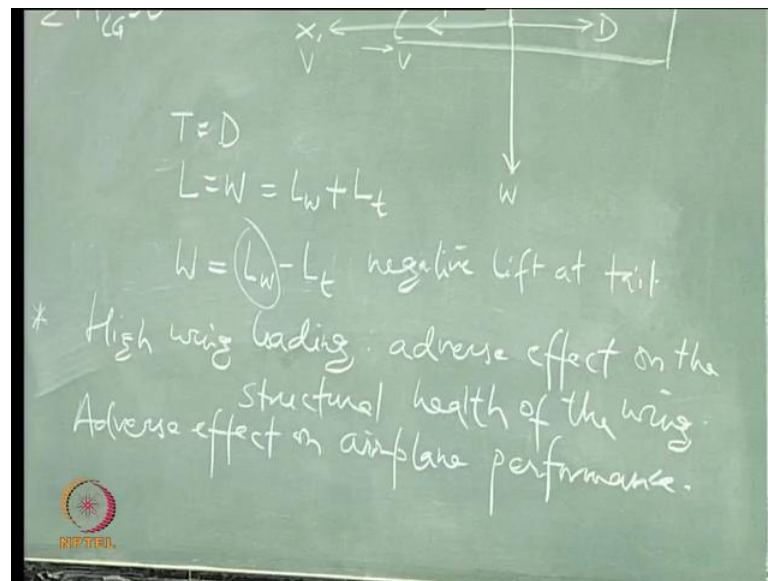 CG
X, D
V V
T = D
W
L = W = Lw + Lt
W = Lw - Lt negative lift at tail.
* High wing loading. adverse effect on the
structural health of the wing.
Adverse effect on airplane performance.
NPTEL